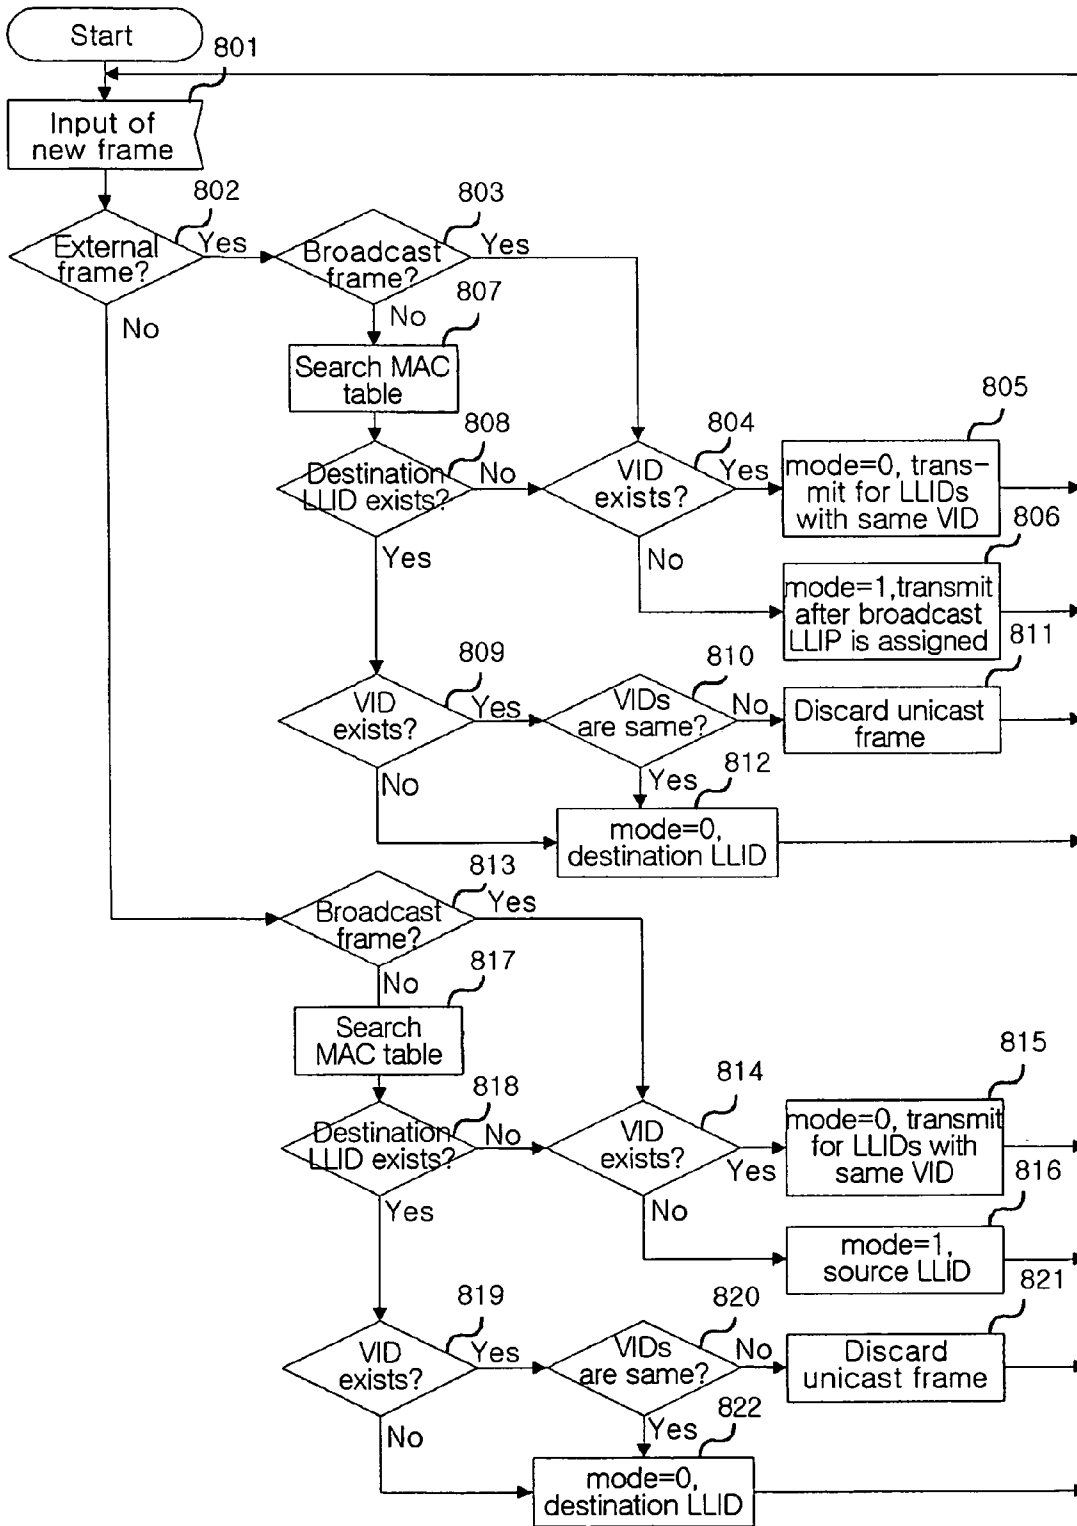 Start
801
Input of
new frame
802
External
frame?
Yes
No
803
Broadcast
frame?
Yes
No
807
Search MAC
table
808
Destination
LLID exists?
No
Yes
804
VID
exists?
Yes
No
805
mode=0, trans-
mit for LLIDs
with same VID
806
mode=1,transmit
after broadcast
LLIP is assigned
809
VID
exists?
Yes
No
810
VIDs
are same?
No
Yes
811
Discard unicast
frame
812
mode=0,
destination LLID
813
Broadcast
frame?
Yes
No
817
Search
MAC table
818
Destination
LLID exists?
No
Yes
814
VID
exists?
Yes
No
815
mode=0, transmit
for LLIDs with
same VID
816
mode=1,
source LLID
819
VID
exists?
Yes
No
820
VIDs
are same?
No
Yes
821
Discard
unicast frame
822
mode=0,
destination LLID